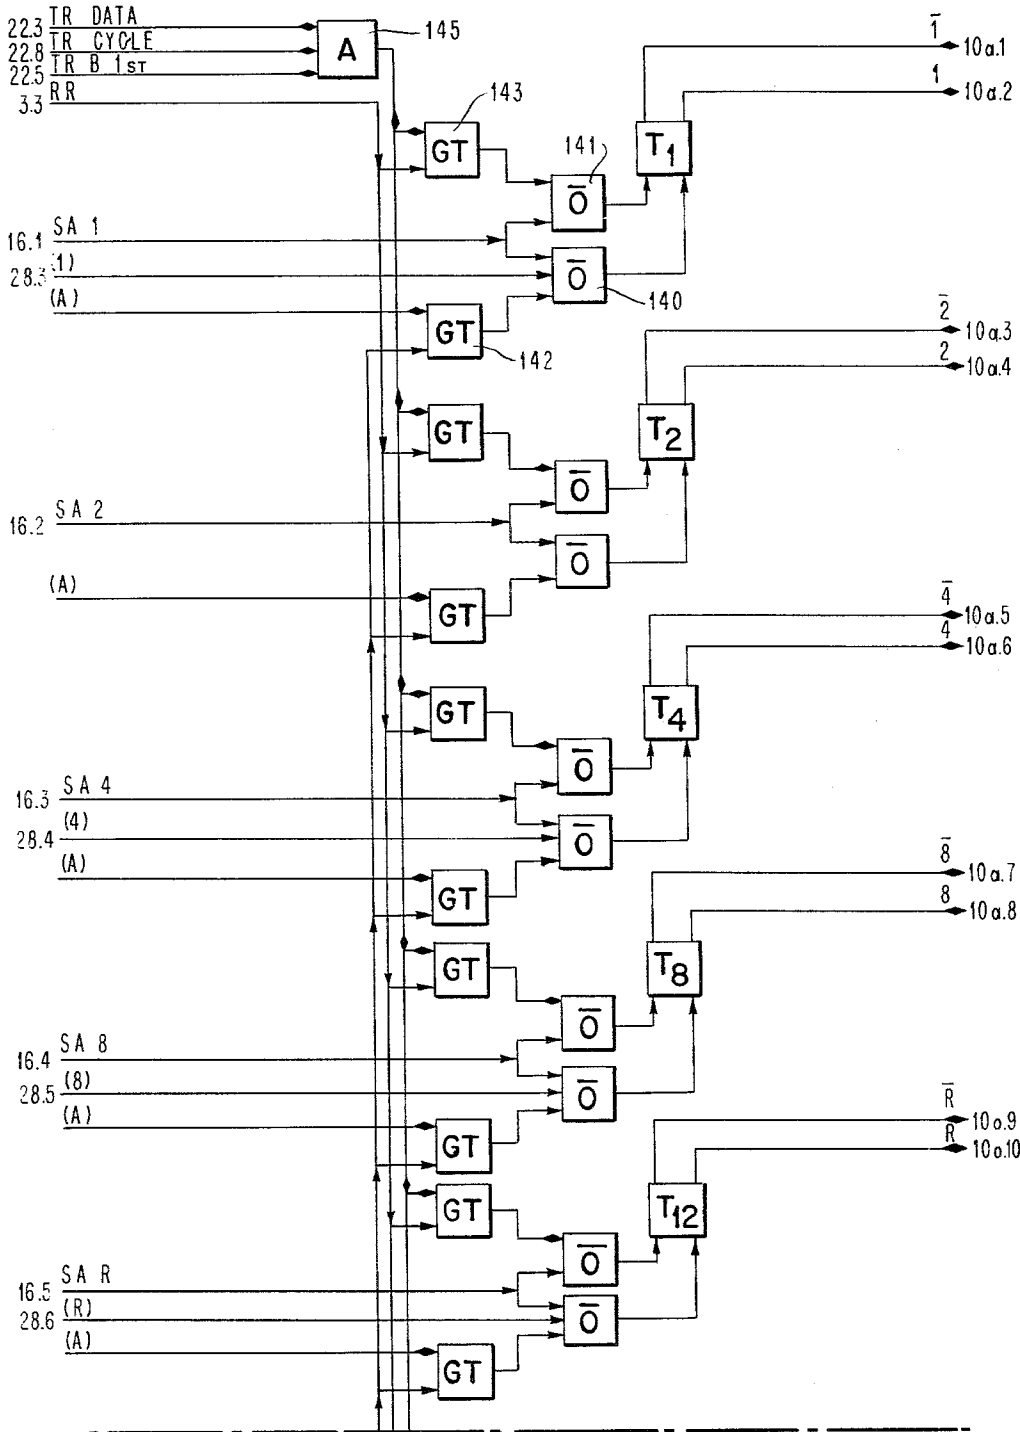 22.3 TR DATA
22.8 TR CYCLE
22.5 TR B 1ST
3.3 RR
A
145
1̅ 10a.1
1 10a.2
143
GT
141
T1
O̅
16.1 SA 1
28.3 (1)
O̅
140
(A)
GT
142
2̅ 10a.3
2 10a.4
GT
T2
O̅
16.2 SA 2
O̅
(A)
GT
4̅ 10a.5
4 10a.6
GT
T4
O̅
16.3 SA 4
28.4 (4)
O̅
(A)
GT
8̅ 10a.7
8 10a.8
GT
T8
O̅
16.4 SA 8
28.5 (8)
O̅
(A)
GT
R̅ 10a.9
R 10a.10
GT
T12
O̅
16.5 SA R
28.6 (R)
O̅
(A)
GT